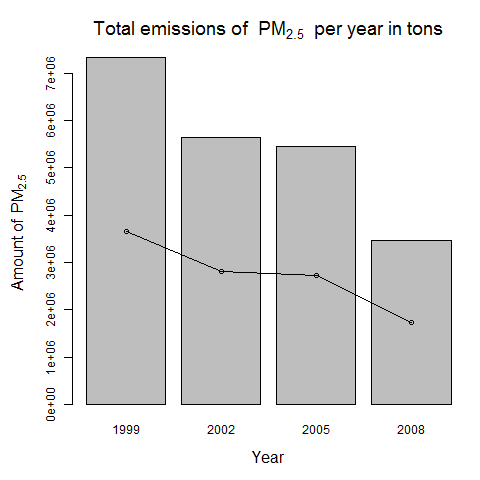 Total emissions of PM2.5 per year in tons
Amount of PM2.5
7e+06
6e+06
5e+06
4e+06
3e+06
2e+06
1e+06
0e+00
1999 2002 2005 2008
Year